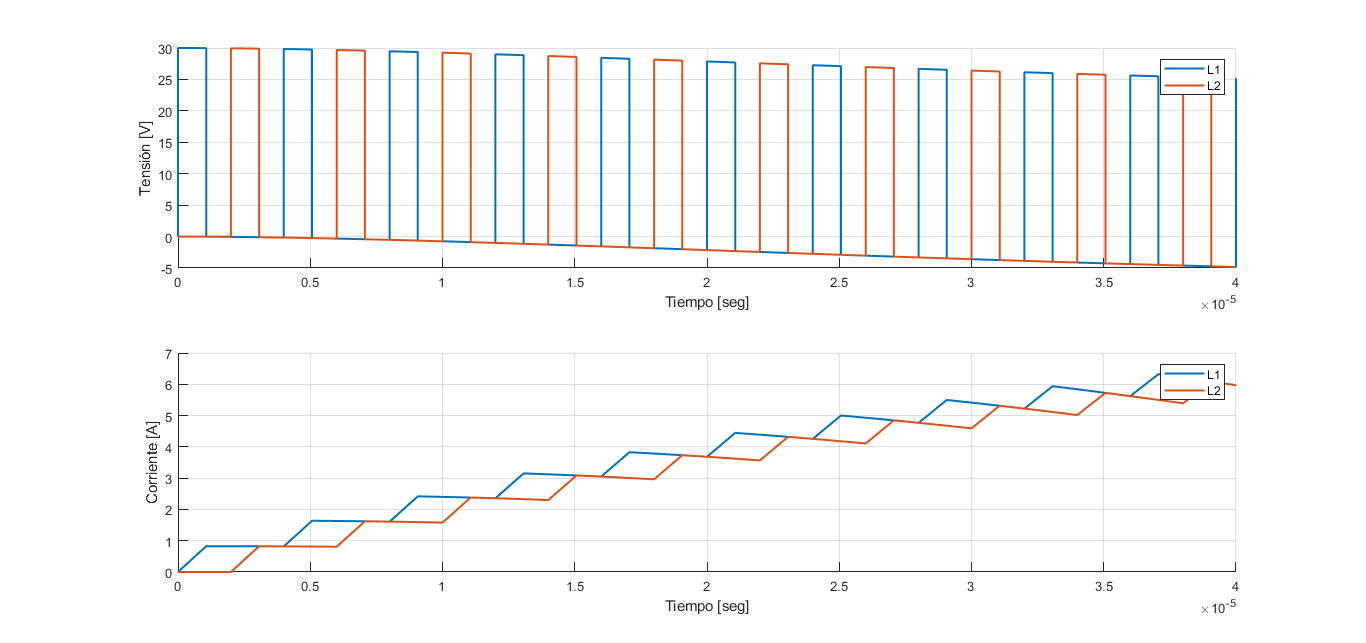 30
25
20
15
10
5
0
-5
Tensión [V]
L1
L2
0 0.5 1 1.5 2 2.5 3 3.5 4
Tiempo [seg]
×10-5
7
6
5
4
3
2
1
0
Corriente [A]
L1
L2
0 0.5 1 1.5 2 2.5 3 3.5 4
Tiempo [seg]
×10-5